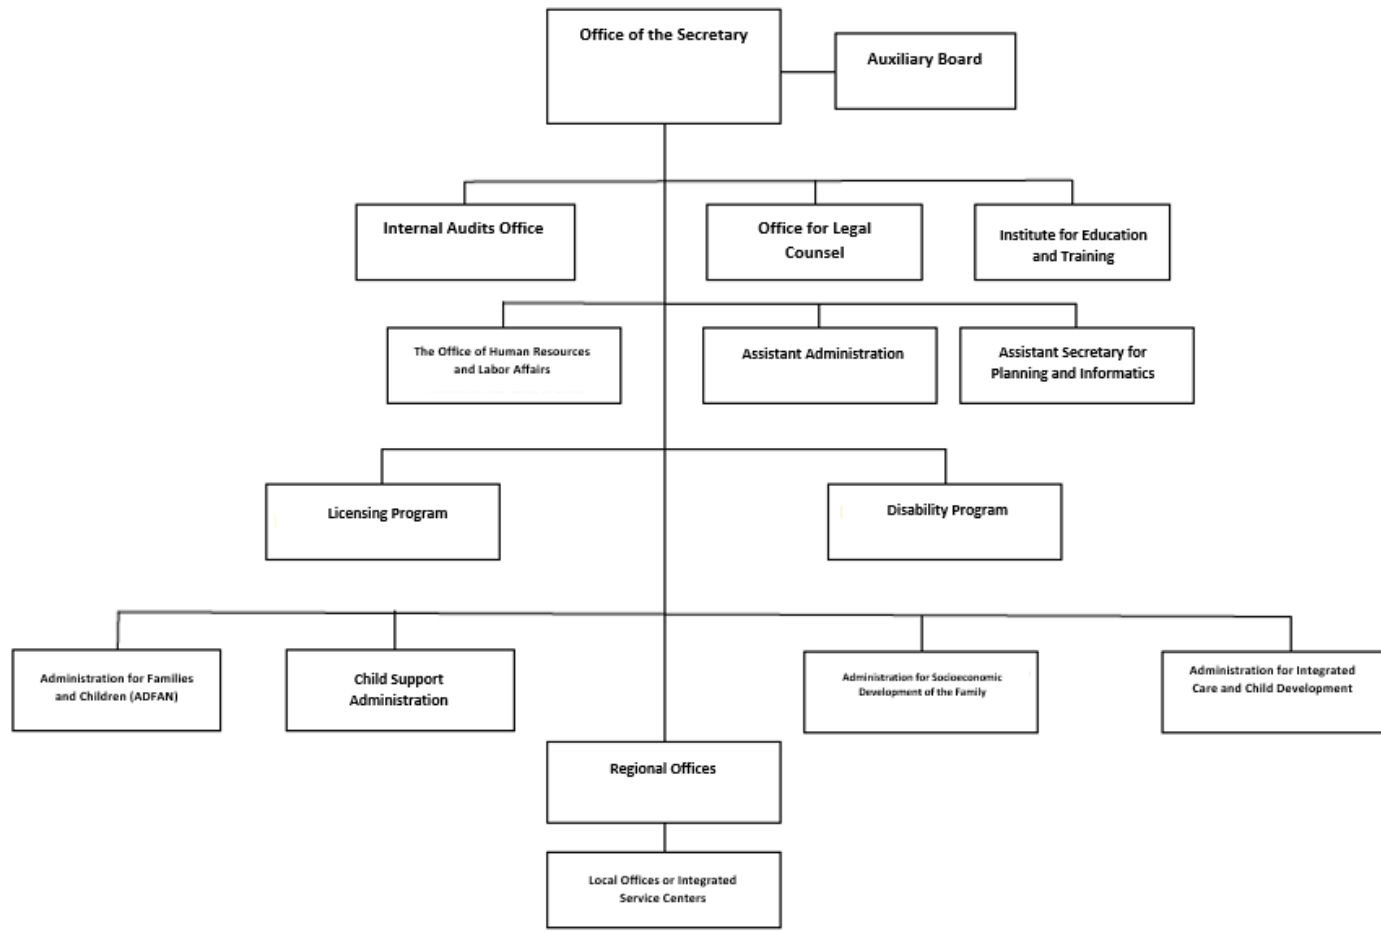 Office of the Secretary
Auxiliary Board
Internal Audits Office
Office for Legal
Counsel
Institute for Education
and Training
The Office of Human Resources
and Labor Affairs
Assistant Administration
Assistant Secretary for
Planning and Informatics
Licensing Program
Disability Program
Administration for Families
and Children (ADFAN)
Child Support
Administration
Administration for Socioeconomic
Development of the Family
Administration for Integrated
Care and Child Development
Regional Offices
Local Offices or Integrated
Service Centers